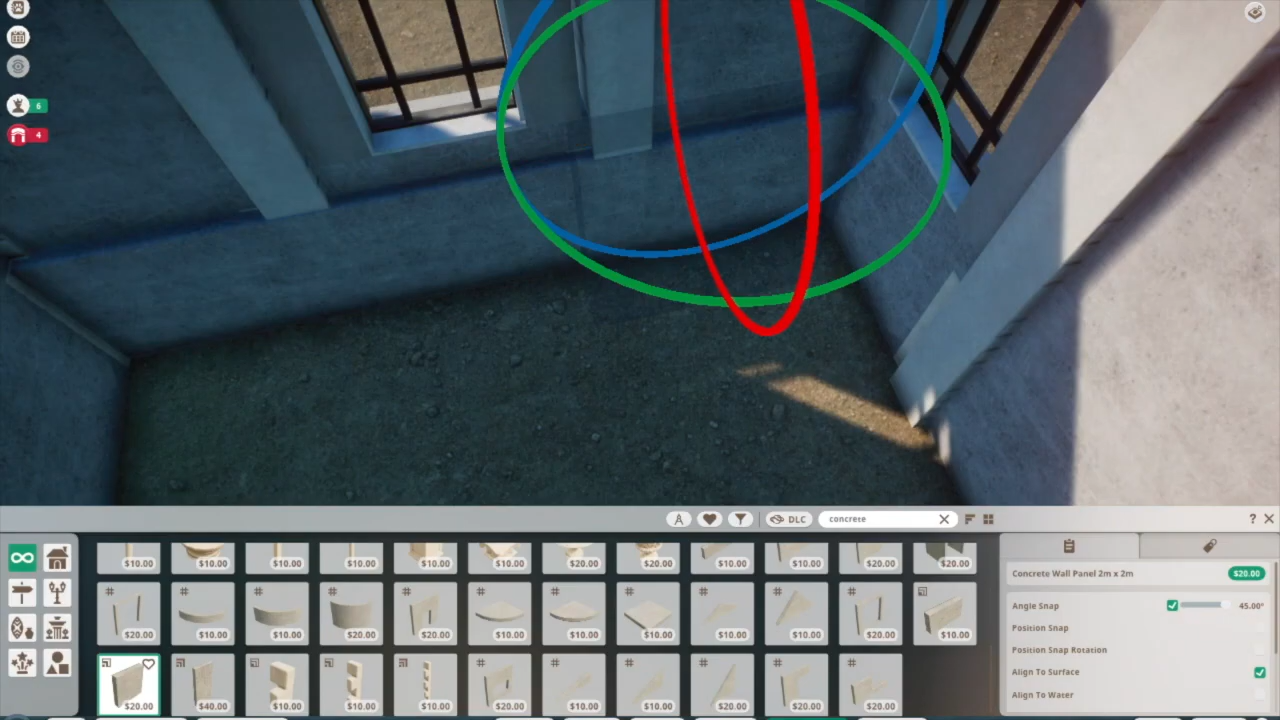 6
4
DLC
concrete
?
$10.00 $10.00 $10.00 $10.00 $10.00 $10.00 $20.00 $20.00 $10.00 $10.00 $20.00 $20.00
$20.00 $10.00 $10.00 $20.00 $20.00 $10.00 $10.00 $10.00 $10.00 $10.00 $20.00 $10.00
$20.00 $40.00 $10.00 $10.00 $10.00 $20.00 $10.00 $10.00 $20.00 $20.00 $20.00
Concrete Wall Panel 2m x 2m $20.00
Angle Snap 45.00°
Position Snap
Position Snap Rotation
Align To Surface
Align To Water